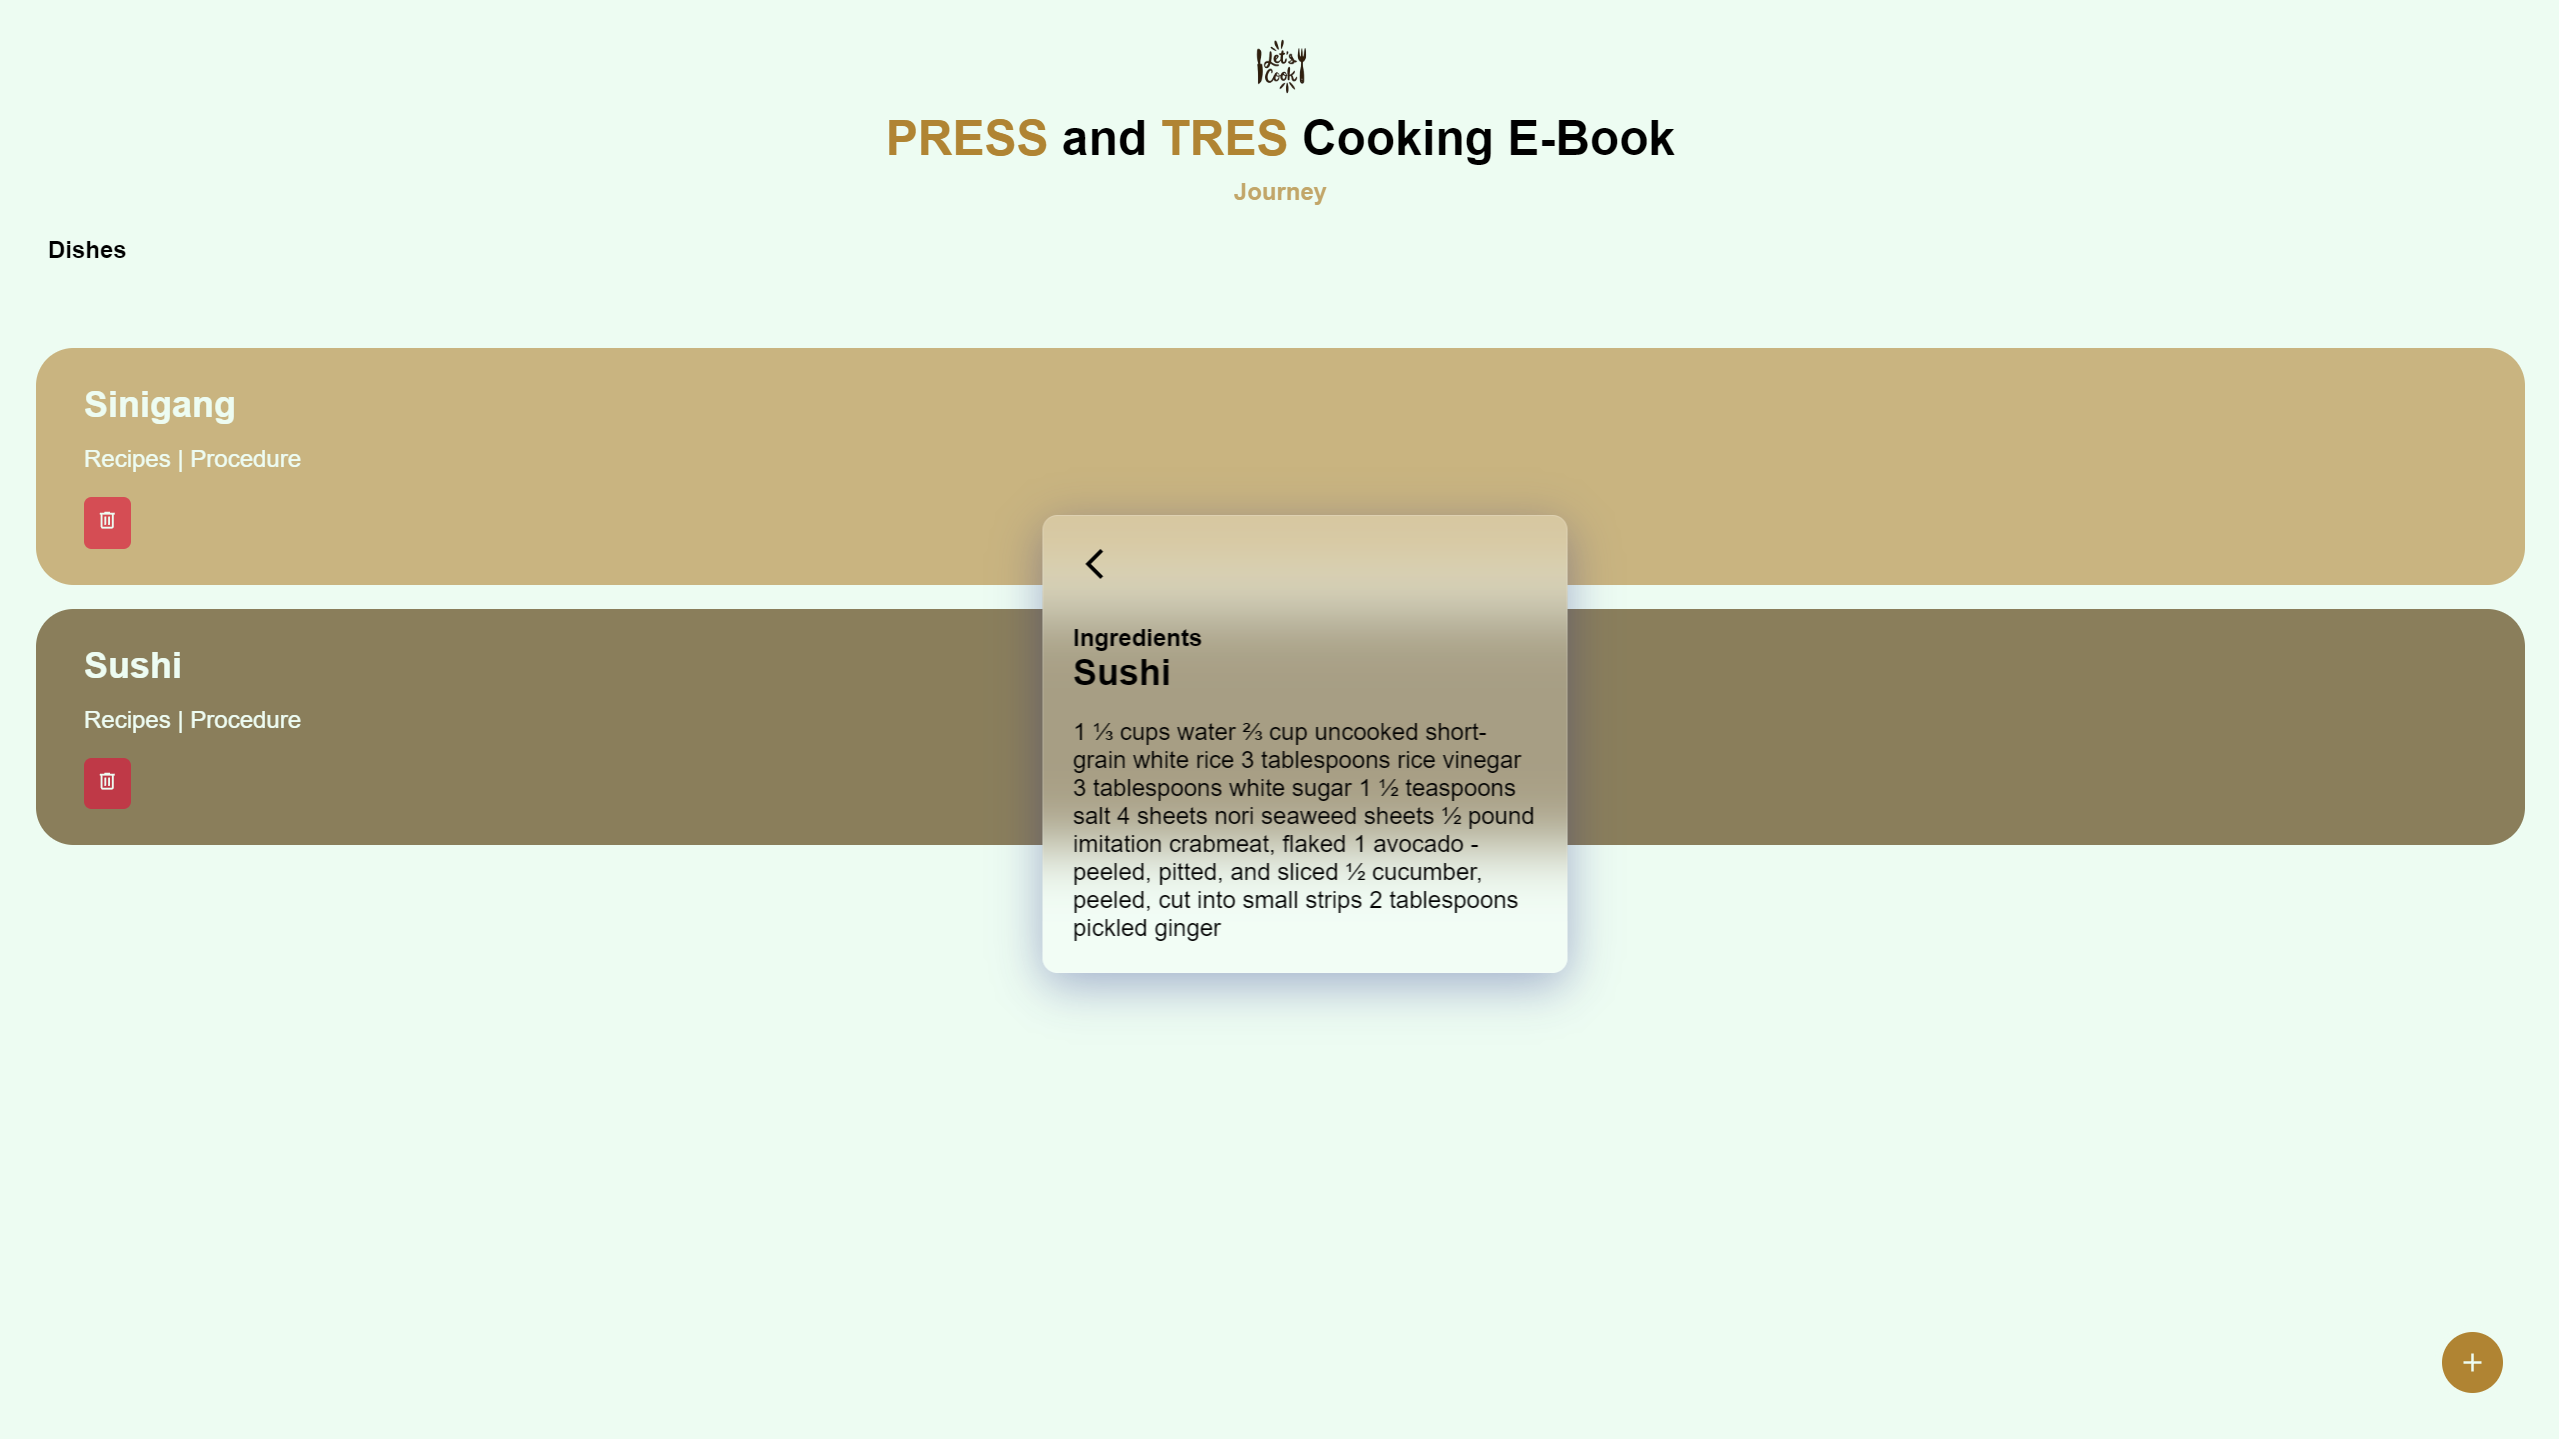 Let's
Cook
PRESS and TRES Cooking E-Book
Journey
Dishes
Sinigang
Recipes | Procedure
Sushi
Recipes | Procedure
Ingredients
Sushi
1 ⅓ cups water ⅔ cup uncooked short-
grain white rice 3 tablespoons rice vinegar
3 tablespoons white sugar 1 ½ teaspoons
salt 4 sheets nori seaweed sheets ½ pound
imitation crabmeat, flaked 1 avocado -
peeled, pitted, and sliced ½ cucumber,
peeled, cut into small strips 2 tablespoons
pickled ginger